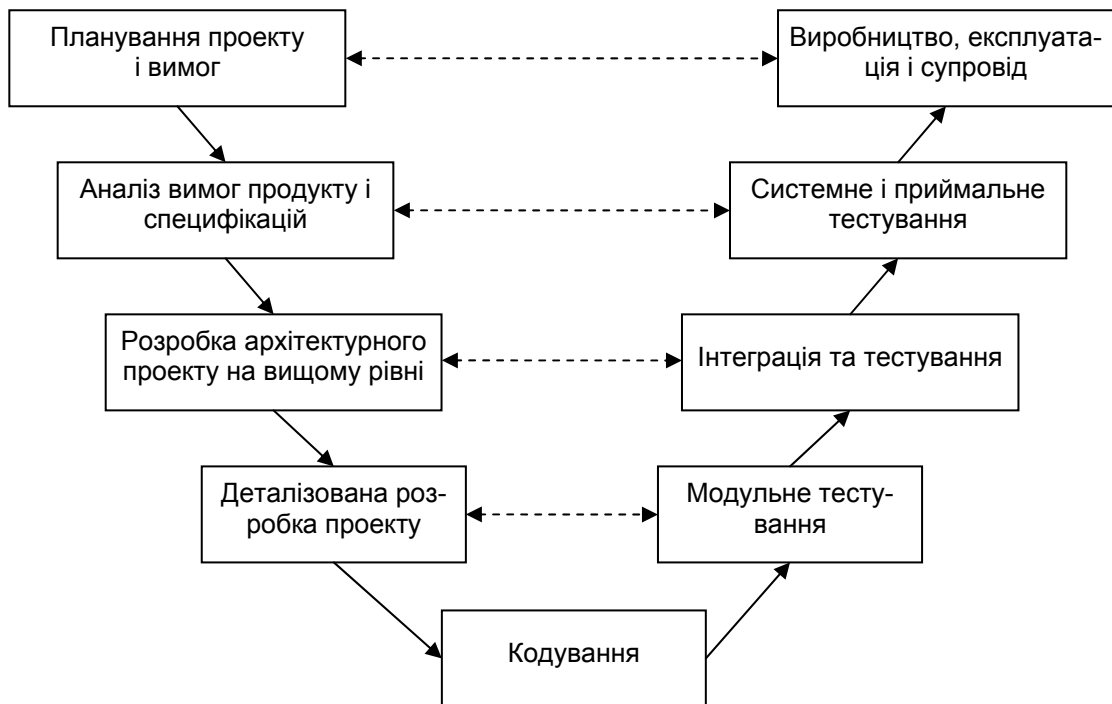 Планування проекту
і вимог
Виробництво, експлуата-
ція і супровід
Аналіз вимог продукту і
специфікацій
Системне і приймальне
тестування
Розробка архітектурного
проекту на вищому рівні
Інтеграція та тестування
Деталізована роз-
робка проекту
Модульне тесту-
вання
Кодування